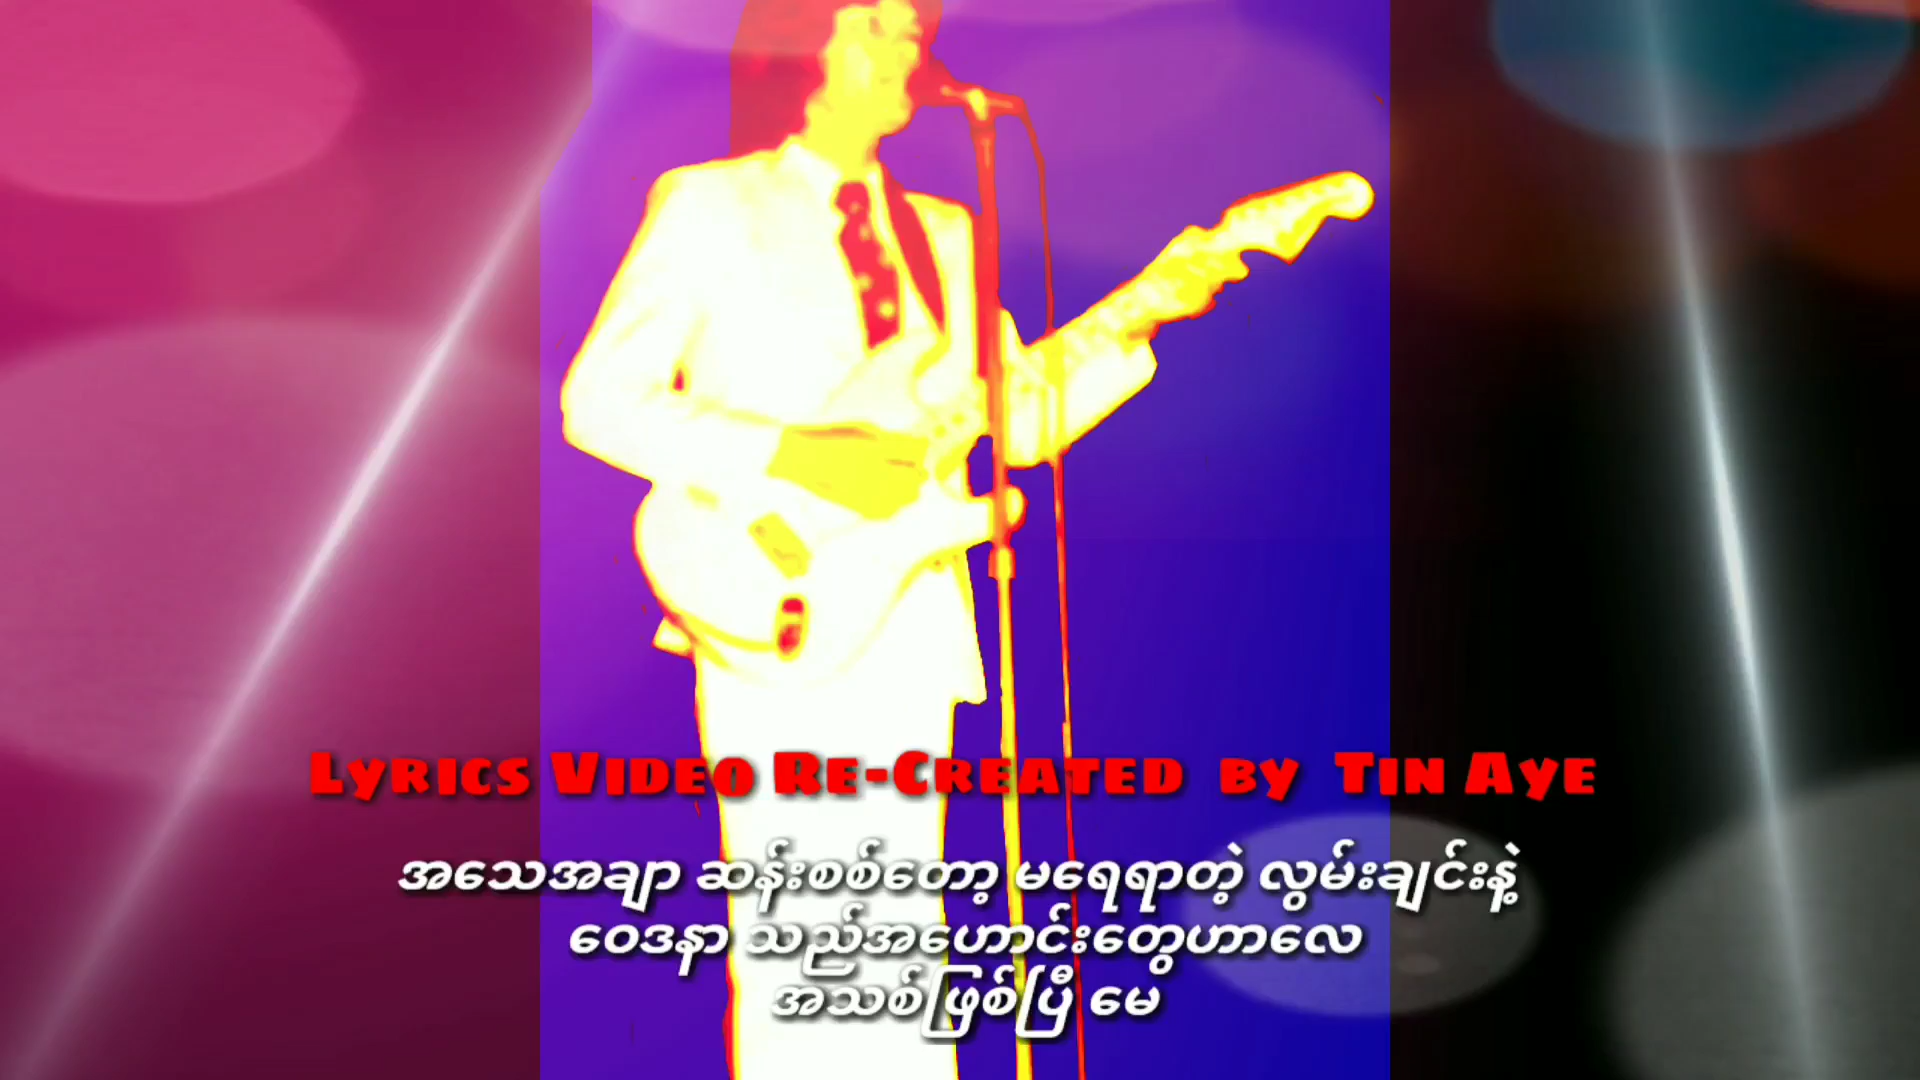 Lyrics Video Re-Created by Tin Aye
အသေအချာ ဆန်းစစ်တော့ မရေရာတဲ့ လွမ်းချင်းနဲ့
ဝေဒနာ သည်အဟောင်းတွေဟာလေ
အသစ်ဖြစ်ပြီ မေ